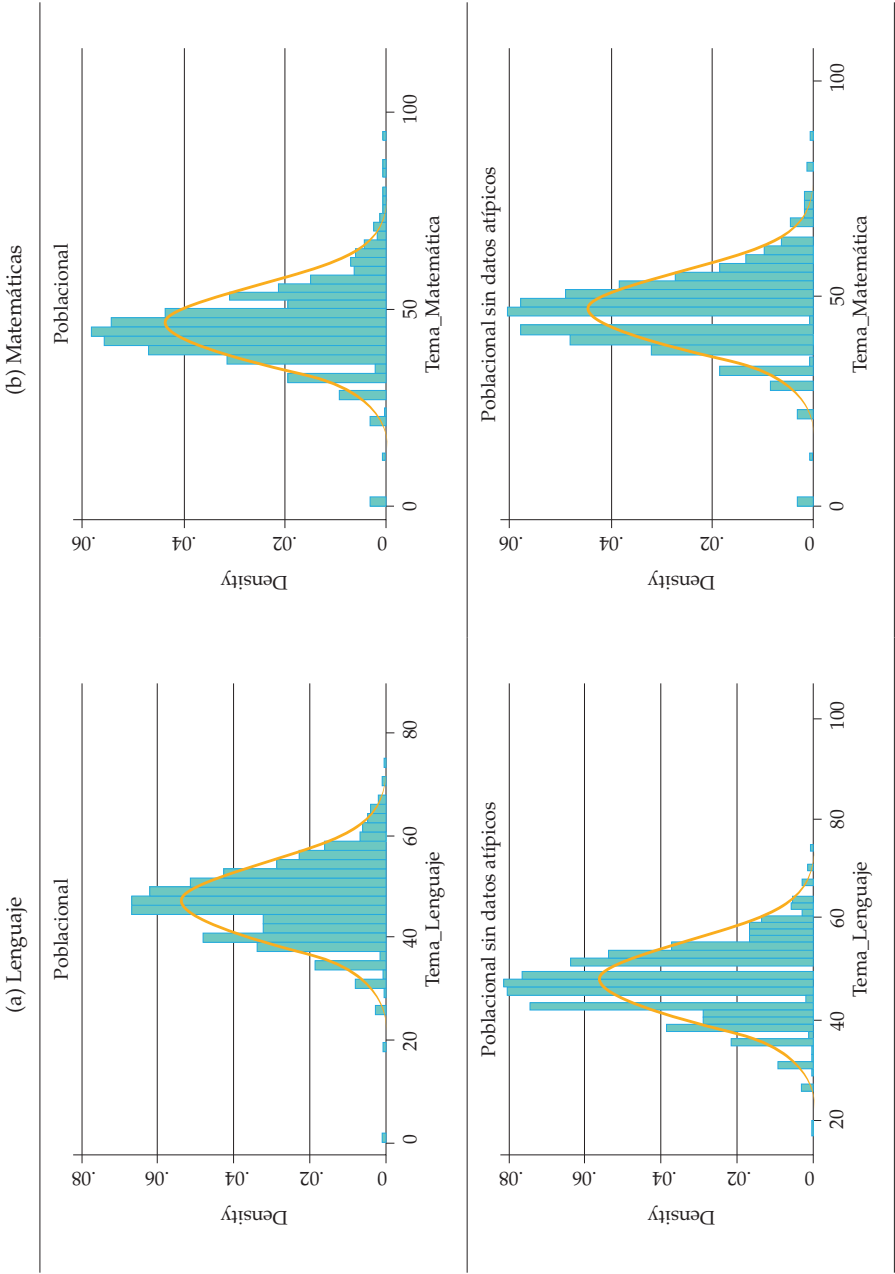 (a) Lenguaje
Poblacional
.08
.06
.04
.02
0
Density
0
20
40
60
80
Tema_Lenguaje
(b) Matemáticas
Poblacional
.06
.04
.02
0
Density
0
50
100
Tema_Matemática
Poblacional sin datos atípicos
.08
.06
.04
.02
0
Density
20
40
60
80
100
Tema_Lenguaje
Poblacional sin datos atípicos
.06
.04
.02
0
Density
0
50
100
Tema_Matemática